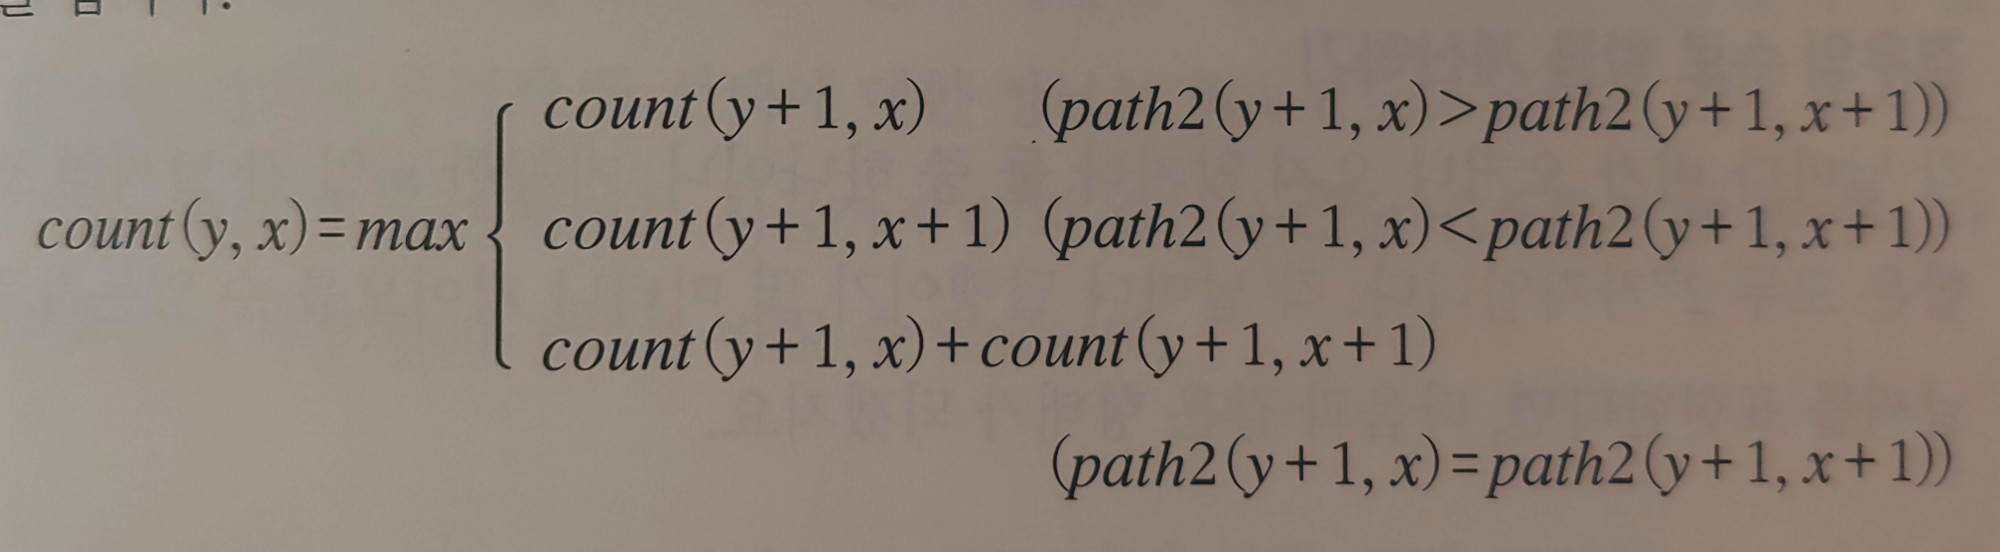 count(y+1, x) (path2(y+1, x)>path2(y+1, x+1))
count(y, x)=max { count(y+1, x+1) (path2(y+1, x)<path2(y+1, x+1))
count(y+1, x)+count(y+1, x+1)
(path2(y+1, x)=path2(y+1, x+1))